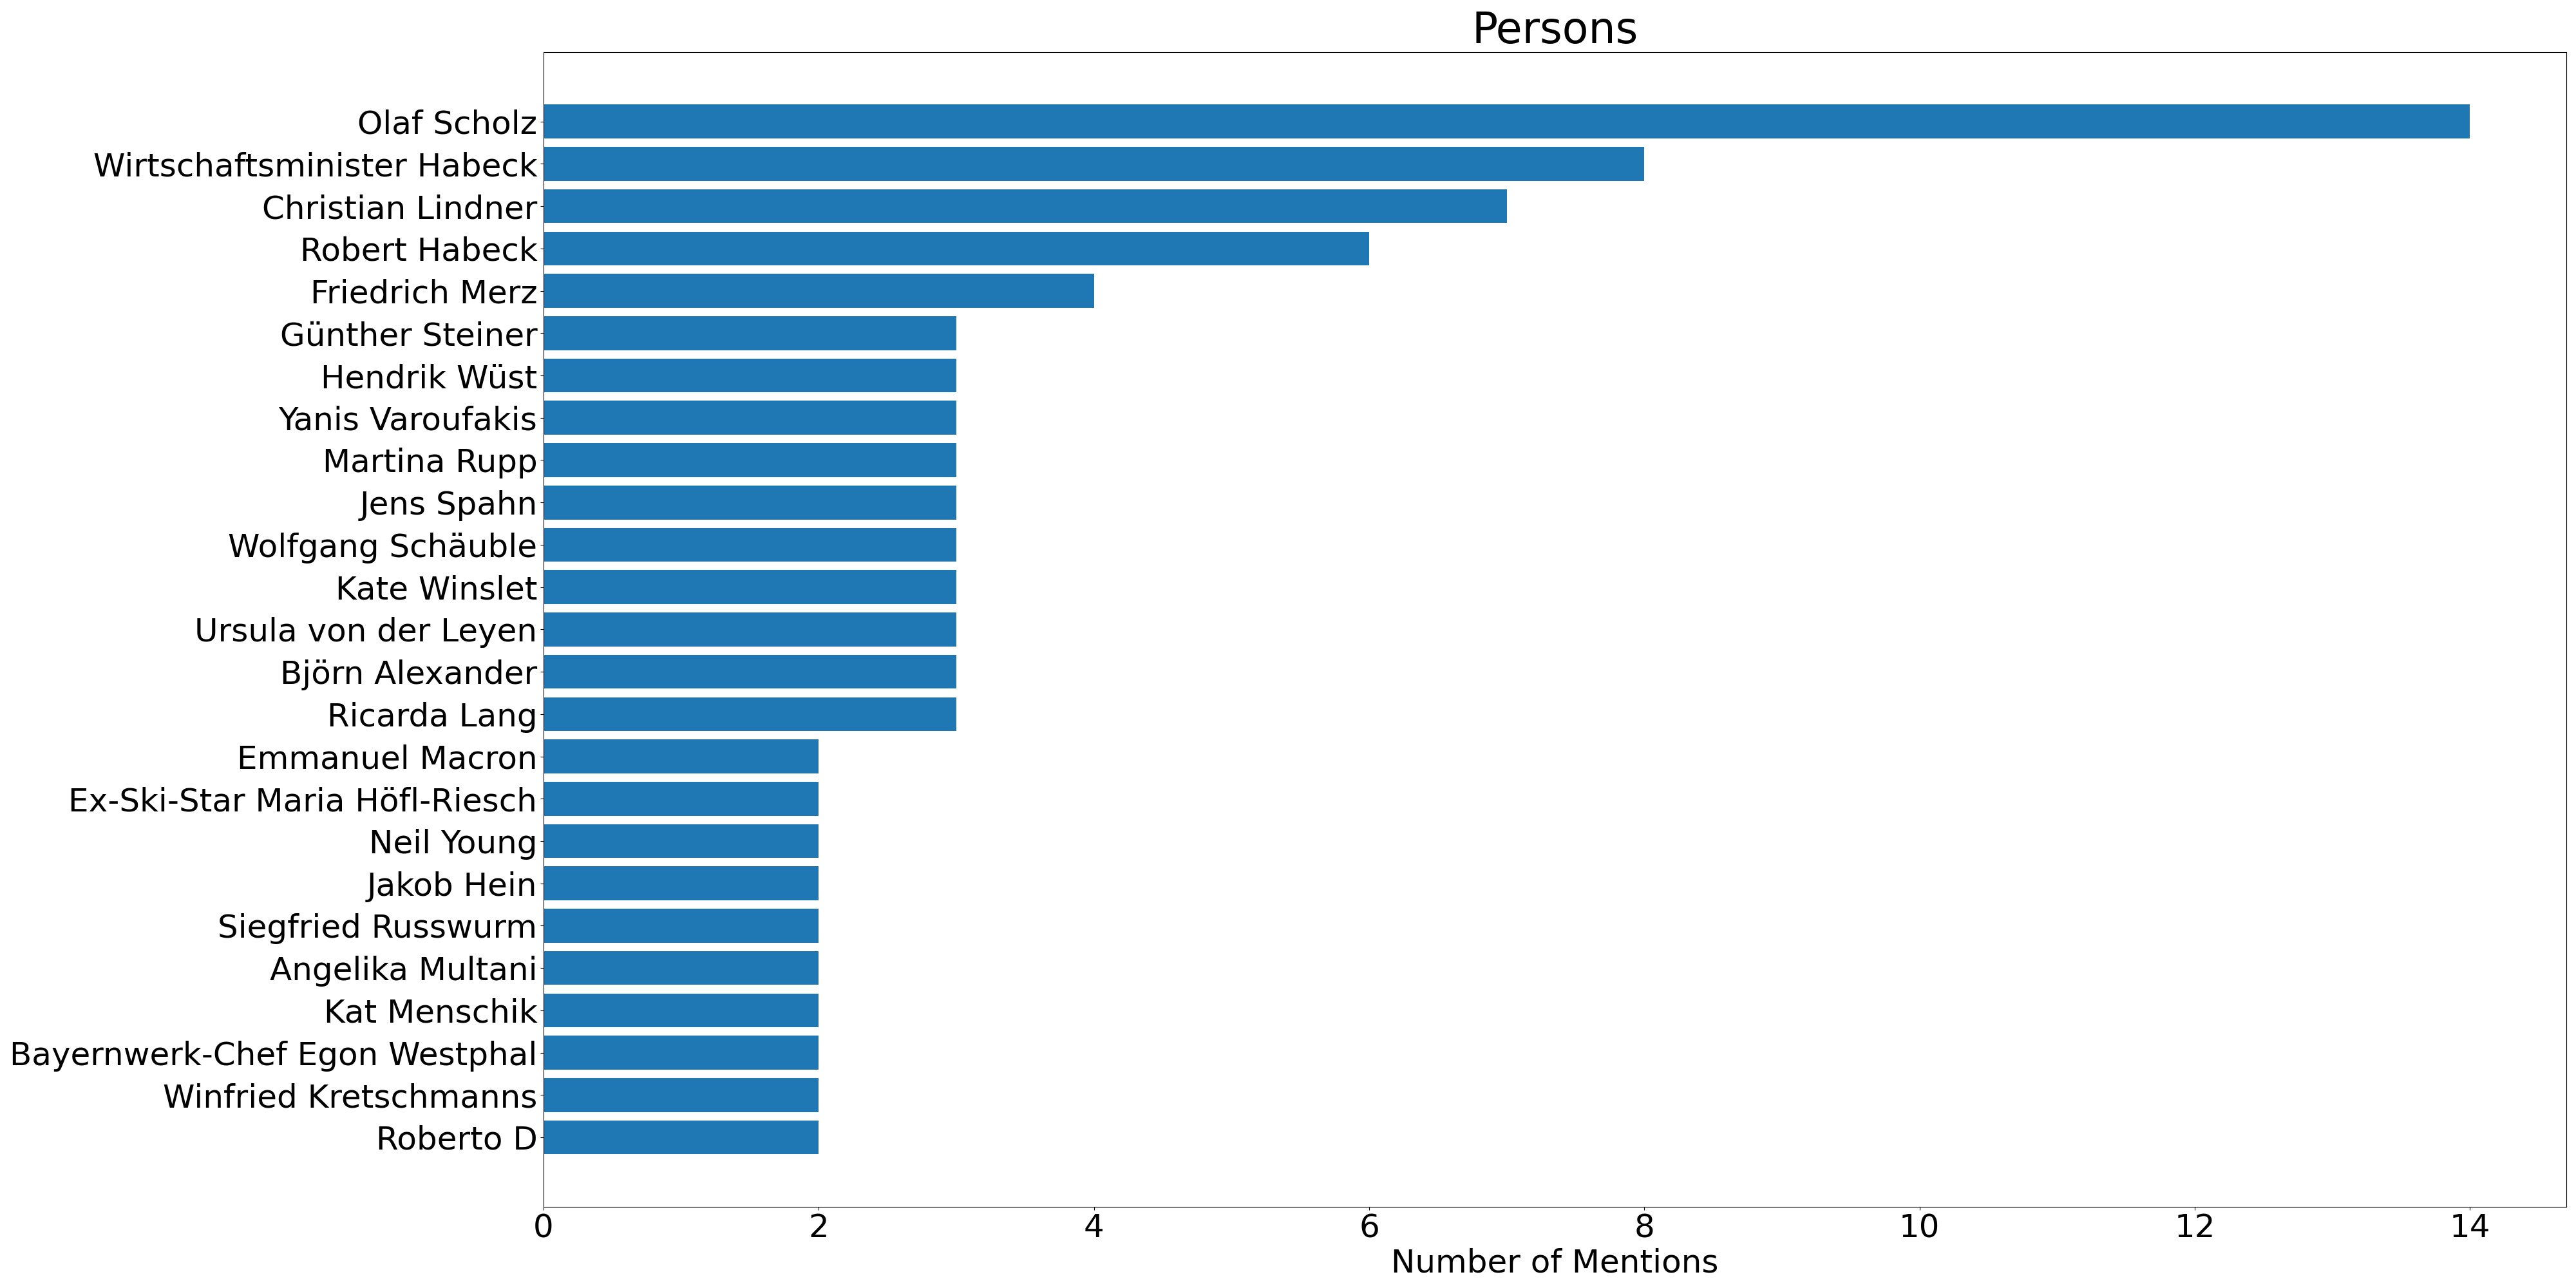 Persons
Olaf Scholz
Wirtschaftsminister Habeck
Christian Lindner
Robert Habeck
Friedrich Merz
Günther Steiner
Hendrik Wüst
Yanis Varoufakis
Martina Rupp
Jens Spahn
Wolfgang Schäuble
Kate Winslet
Ursula von der Leyen
Björn Alexander
Ricarda Lang
Emmanuel Macron
Ex-Ski-Star Maria Höfl-Riesch
Neil Young
Jakob Hein
Siegfried Russwurm
Angelika Multani
Kat Menschik
Bayernwerk-Chef Egon Westphal
Winfried Kretschmanns
Roberto D
0 2 4 6 8 10 12 14
Number of Mentions